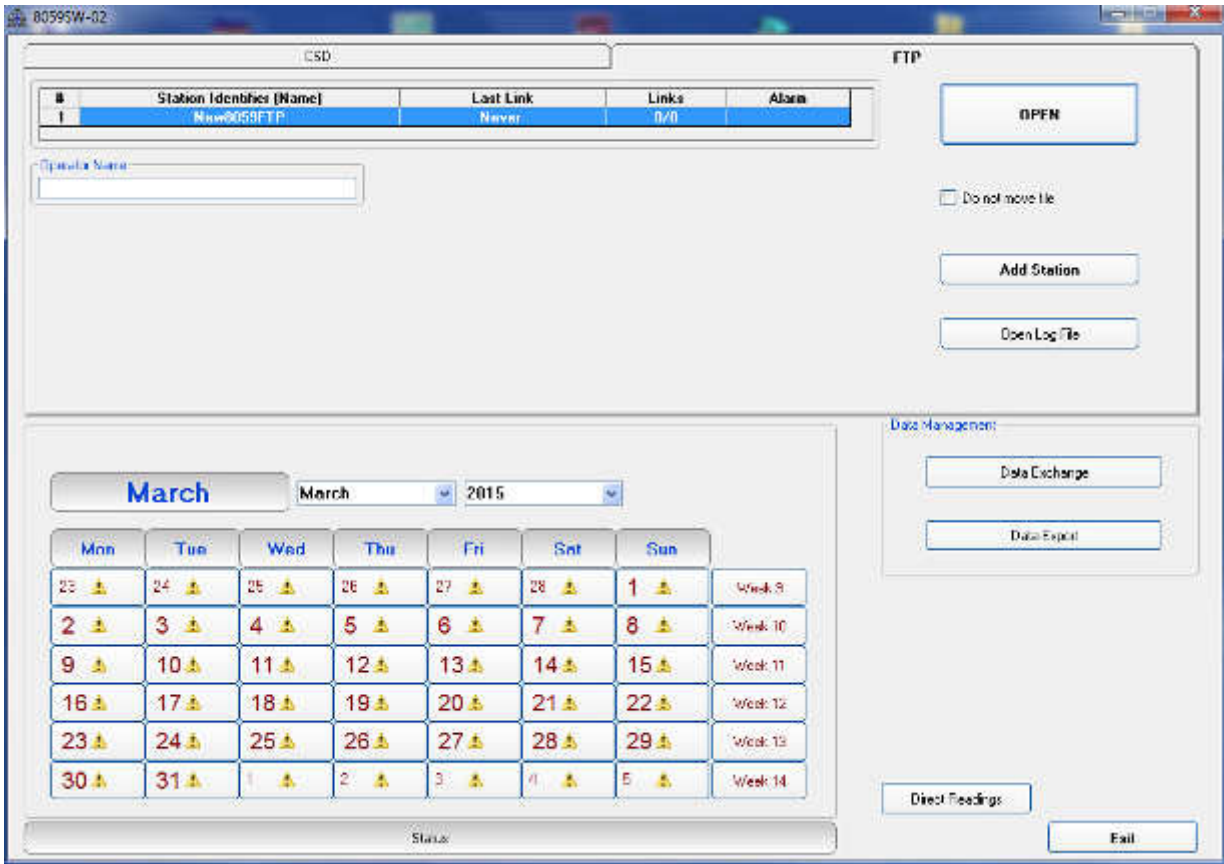 8059SW-02
CSD FTP
# Station Identifier (Name) Last Link Links Alarm
1 New8059FTP Never 0/0
OPEN
Operator Name
Do not move file
Add Station
Open Log File
Data Management
Data Exchange
March March 2015
Data Export
Mon Tue Wed Thu Fri Sat Sun
23 24 25 26 27 28 1 Week 9
2 3 4 5 6 7 8 Week 10
9 10 11 12 13 14 15 Week 11
16 17 18 19 20 21 22 Week 12
23 24 25 26 27 28 29 Week 13
30 31 1 2 3 4 5 Week 14
Direct Readings
Status
Exit